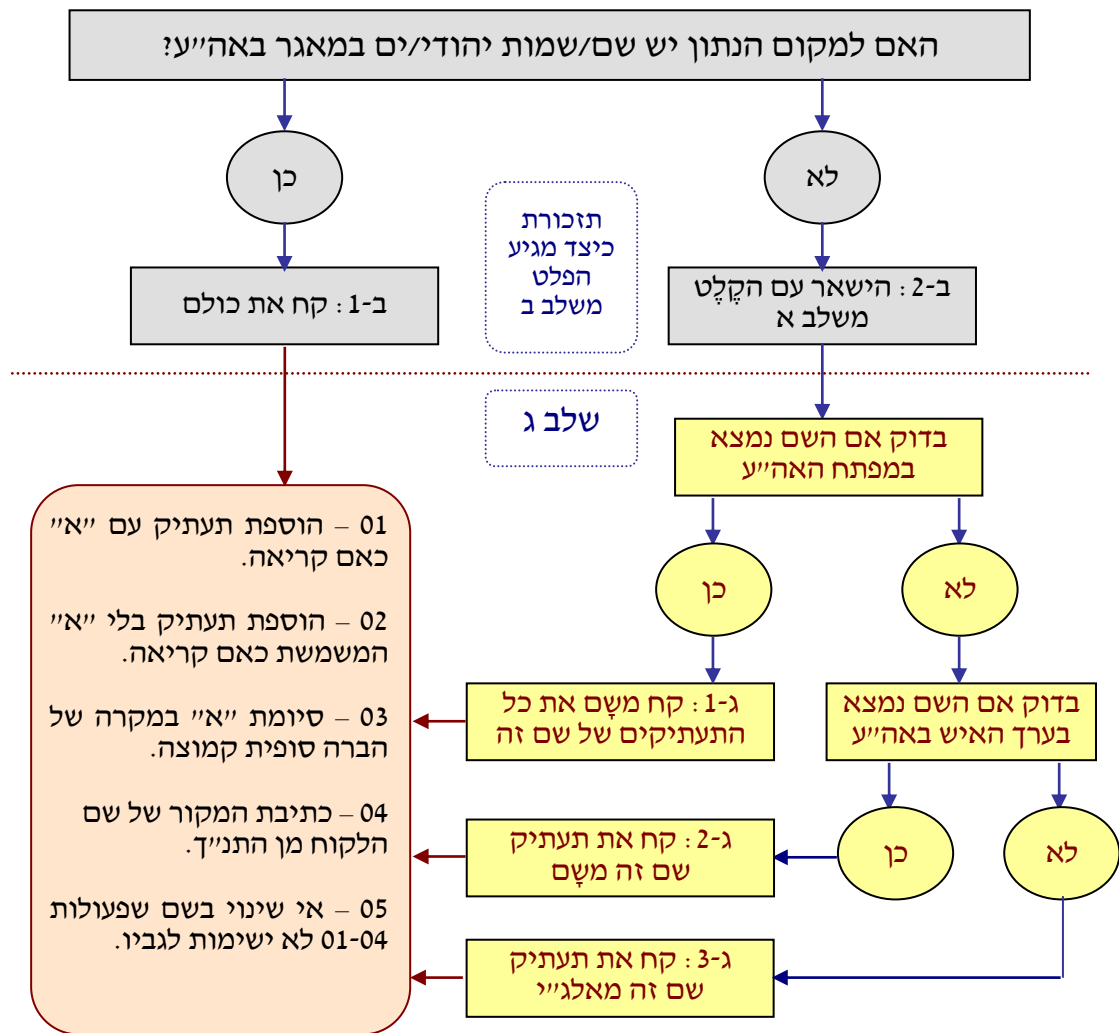 האם למקום הנתון יש שם/שמות יהודי/ים במאגר באה״ע?
כן
לא
תזכורת
כיצד מגיע
הפלט
משלב ב
ב-1: קח את כולם
ב-2: הישאר עם הקֶלֶט
משלב א
שלב ג
בדוק אם השם נמצא
במפתח האה״ע
כן
לא
01 – הוספת תעתיק עם ״א״
כאם קריאה.
02 – הוספת תעתיק בלי ״א״
המשמשת כאם קריאה.
03 – סיומת ״א״ במקרה של
הברה סופית קמוצה.
04 – כתיבת המקור של שם
הלקוח מן התנ״ך.
05 – אי שינוי בשם שפעולות
01-04 לא ישימות לגביו.
ג-1: קח משָם את כל
התעתיקים של שם זה
בדוק אם השם נמצא
בערך האיש באה״ע
ג-2: קח את תעתיק
שם זה משָם
כן
לא
ג-3: קח את תעתיק
שם זה מאלג״י